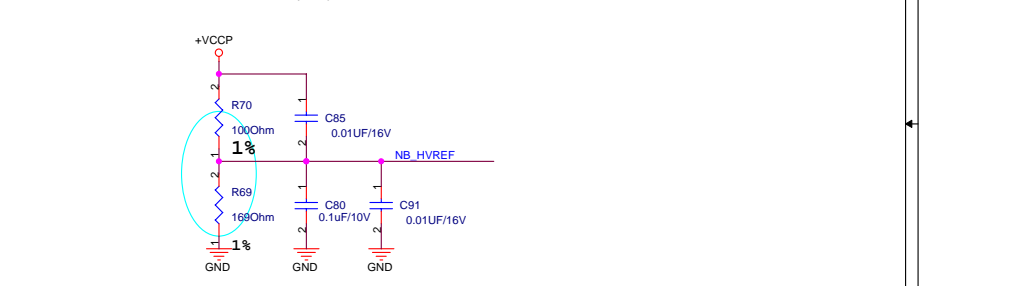 +VCCP
2
R70
100Ohm
1%
1
1
C85
0.01UF/16V
2
NB_HVREF
2
R69
169Ohm
1
1%
GND
1
C80
0.1uF/10V
2
GND
1
C91
0.01UF/16V
2
GND